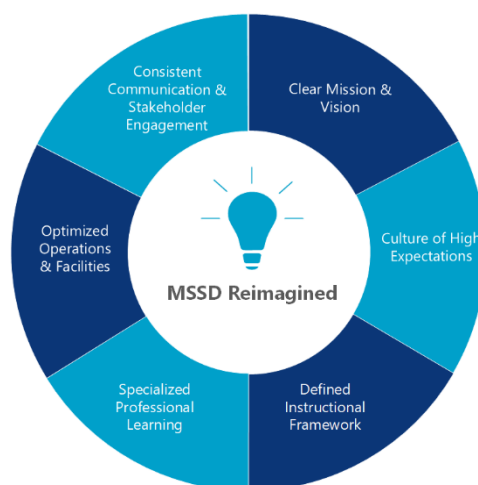 Consistent
Communication &
Stakeholder
Engagement
Clear Mission &
Vision
Optimized
Operations
& Facilities
Culture of High
Expectations
MSSD Reimagined
Specialized
Professional
Learning
Defined
Instructional
Framework